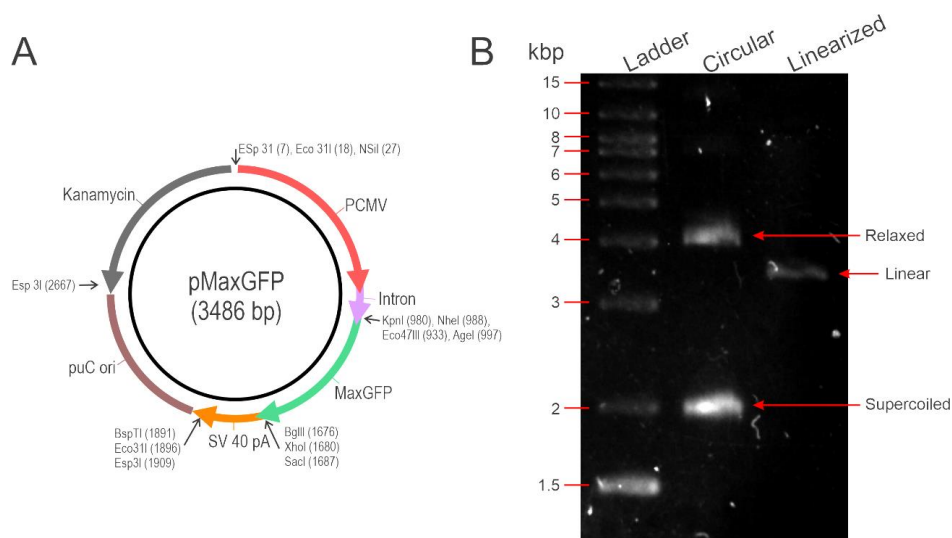 A
ESp 31 (7), Eco 31I (18), NSiI (27)
Kanamycin
PCMV
Esp 3I (2667)
pMaxGFP
(3486 bp)
Intron
KpnI (980), NheI (988),
Eco47III (933), AgeI (997)
puC ori
MaxGFP
BspTI (1891)
Eco31I (1896)
Esp3I (1909)
SV 40 pA
BglII (1676)
XhoI (1680)
SacI (1687)
B
kbp
Ladder
Circular
Linearized
15
10
8
7
6
5
4
3
2
1.5
Relaxed
Linear
Supercoiled